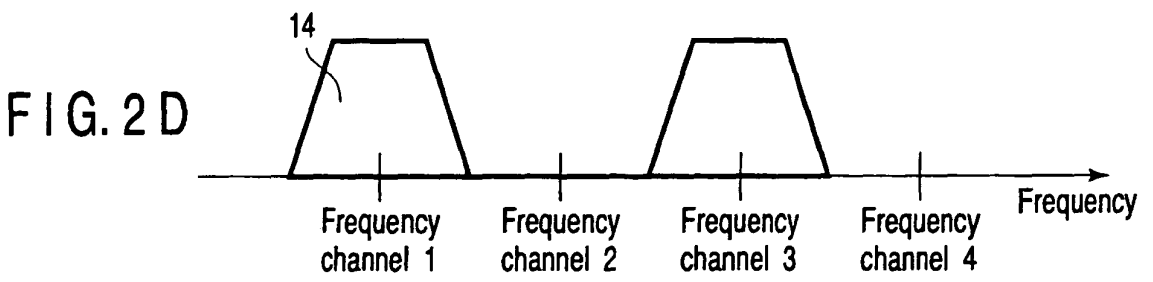 14
FIG. 2D
Frequency
Frequency
channel 1
Frequency
channel 2
Frequency
channel 3
Frequency
channel 4